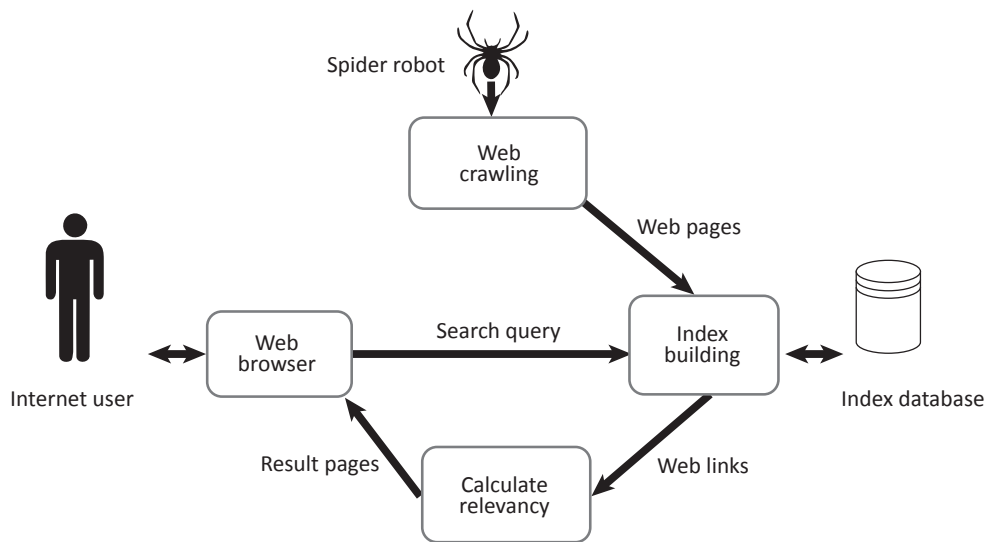 Spider robot
Web
crawling
Web pages
Search query
Web
browser
Index
building
Internet user
Index database
Result pages
Web links
Calculate
relevancy